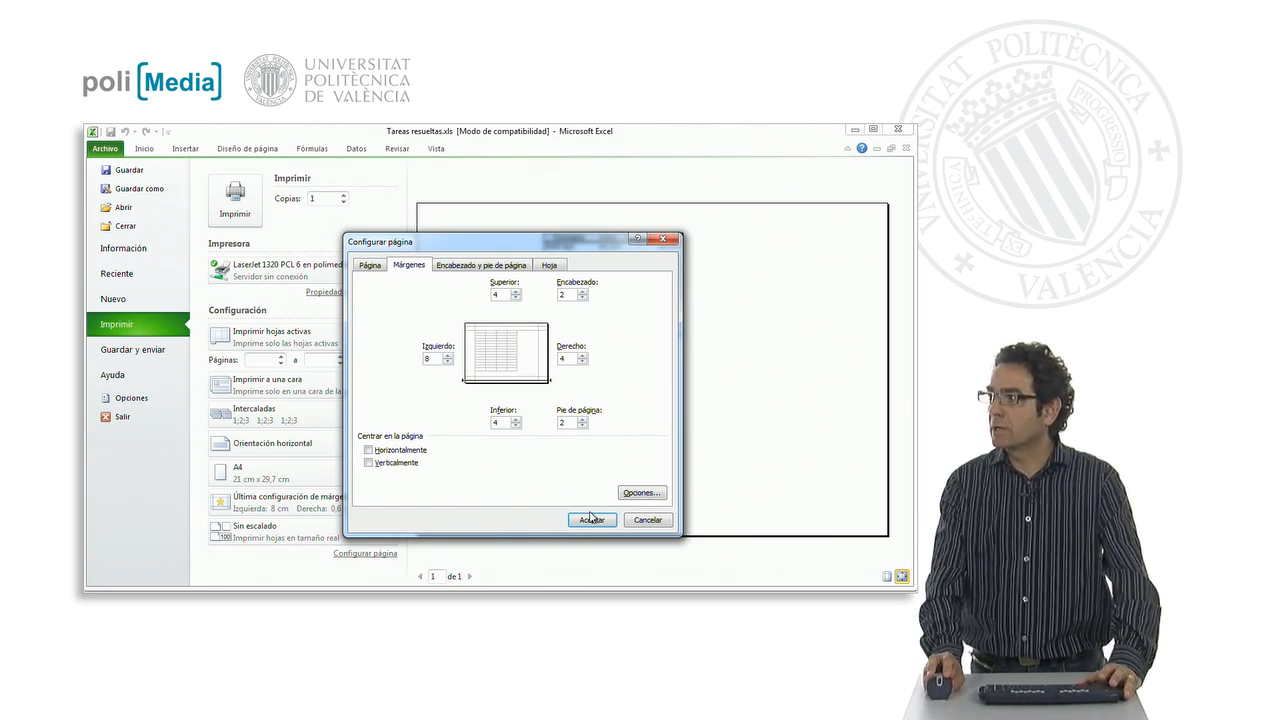 poli [Media]
UNIVERSITAT
POLITÈCNICA
DE VALÈNCIA
UNIVERSITAT POLITÈCNICA DE VALÈNCIA
PROGRESSIO
Tareas resueltas.xls [Modo de compatibilidad] - Microsoft Excel
Archivo Inicio Insertar Diseño de página Fórmulas Datos Revisar Vista
Guardar
Guardar como
Abrir
Cerrar
Información
Reciente
Nuevo
Imprimir
Guardar y enviar
Ayuda
Opciones
Salir
Imprimir
Imprimir
Copias: 1
Impresora
LaserJet 1320 PCL 6 en polimed
Servidor sin conexión
Propiedad
Configuración
Imprimir hojas activas
Imprime solo las hojas activas
Páginas: a
Imprimir a una cara
Imprime solo en una cara de la
Intercaladas
1;2;3 1;2;3 1;2;3
Orientación horizontal
A4
21 cm x 29,7 cm
Última configuración de márge
Izquierda: 8 cm Derecha: 0,6
Sin escalado
100
Imprimir hojas en tamaño real
Configurar página
Configurar página
Página Márgenes Encabezado y pie de página Hoja
Superior: Encabezado:
4 2
Izquierdo: Derecho:
8 4
Inferior: Pie de página:
4 2
Centrar en la página
Horizontalmente
Verticalmente
Opciones...
Aceptar Cancelar
1 de 1